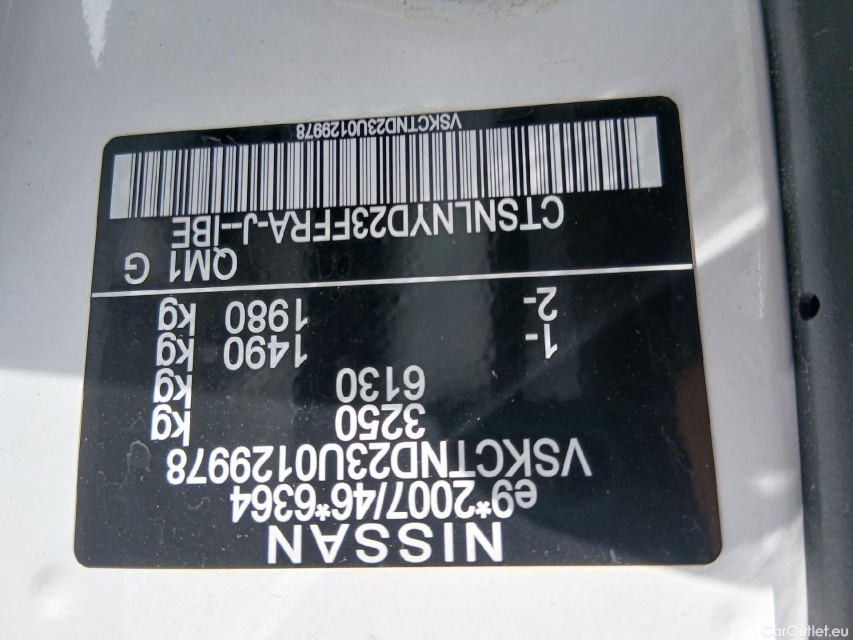 NISSAN
e9*2007/46*6364
VSKCTND23U0129978
3250 kg
6130 kg
1- 1490 kg
2- 1980 kg
QM1 G
CTSNLNYD23FFRA-J--IBE
VSKCTND23U0129978
CarOutlet.eu